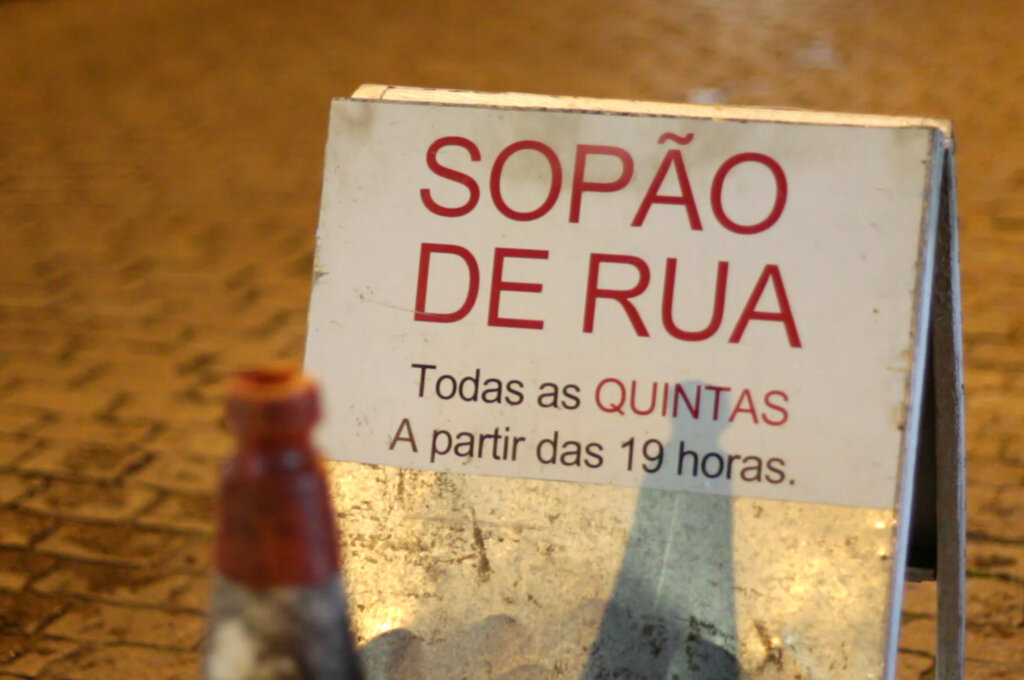 SOPÃO
DE RUA
Todas as QUINTAS
A partir das 19 horas.